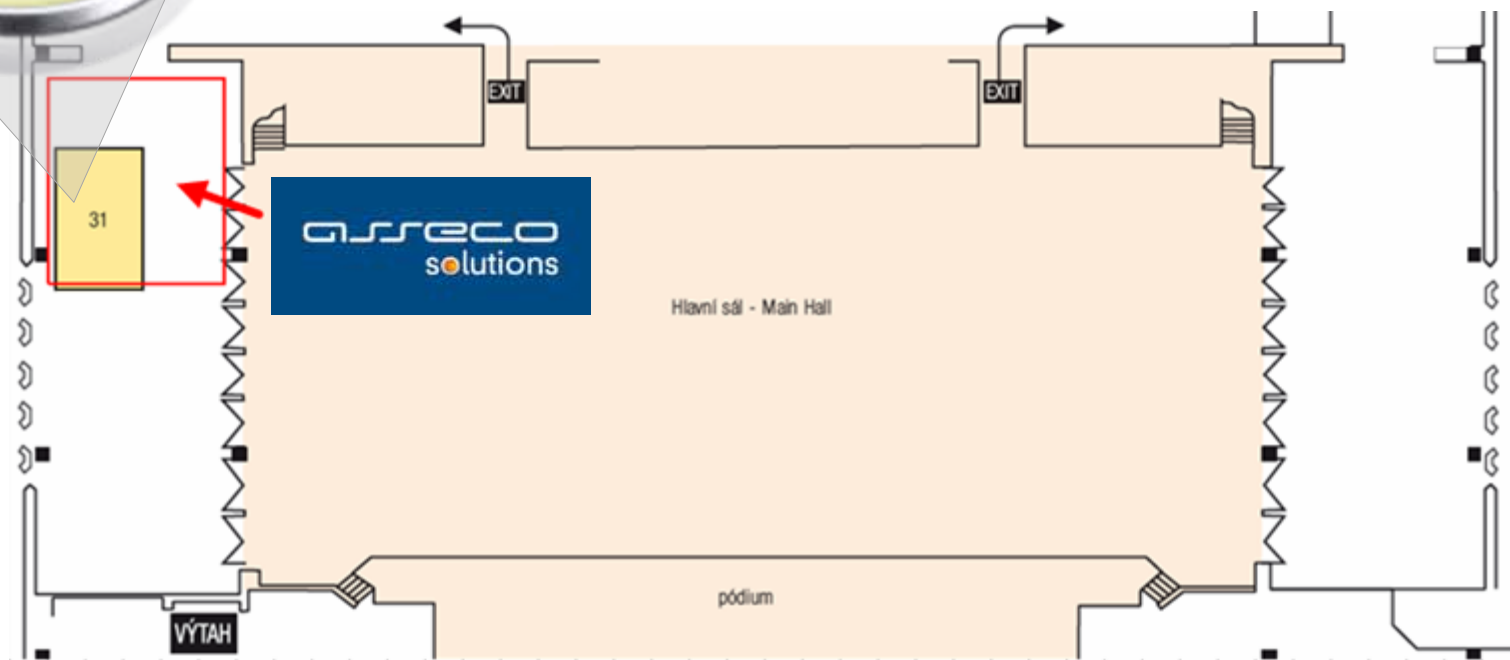 EXIT
EXIT
31
asseco
solutions
Hlavní sál - Main Hall
pódium
VÝTAH